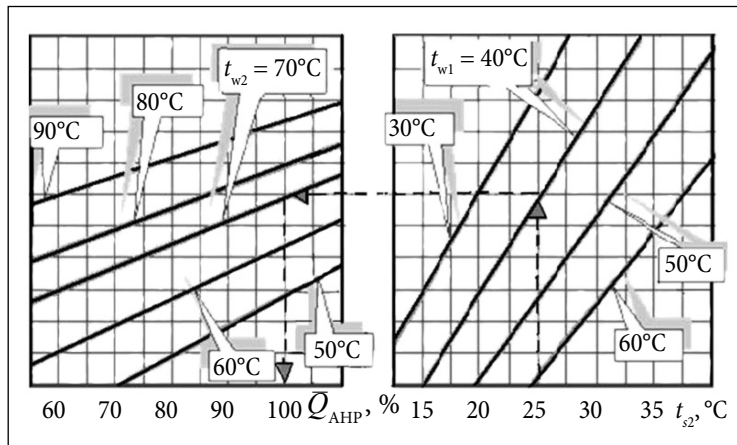 t_w2 = 70°C
80°C
90°C
60°C
50°C
t_w1 = 40°C
30°C
50°C
60°C
60 70 80 90 100 Q̅_AHP, % 15 20 25 30 35 t_s2, °C